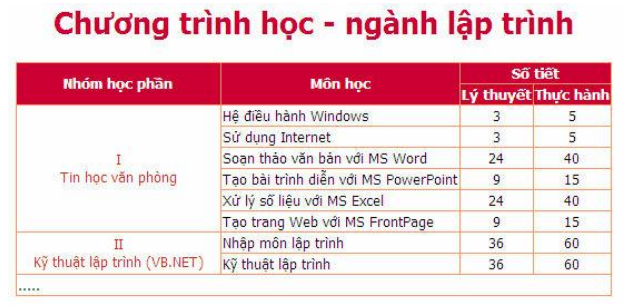 Chương trình học - ngành lập trình
Nhóm học phần Môn học Số tiết
Lý thuyết Thực hành
I
Tin học văn phòng
Hệ điều hành Windows 3 5
Sử dụng Internet 3 5
Soạn thảo văn bản với MS Word 24 40
Tạo bài trình diễn với MS PowerPoint 9 15
Xử lý số liệu với MS Excel 24 40
Tạo trang Web với MS FrontPage 9 15
II
Kỹ thuật lập trình (VB.NET)
Nhập môn lập trình 36 60
Kỹ thuật lập trình 36 60
.....